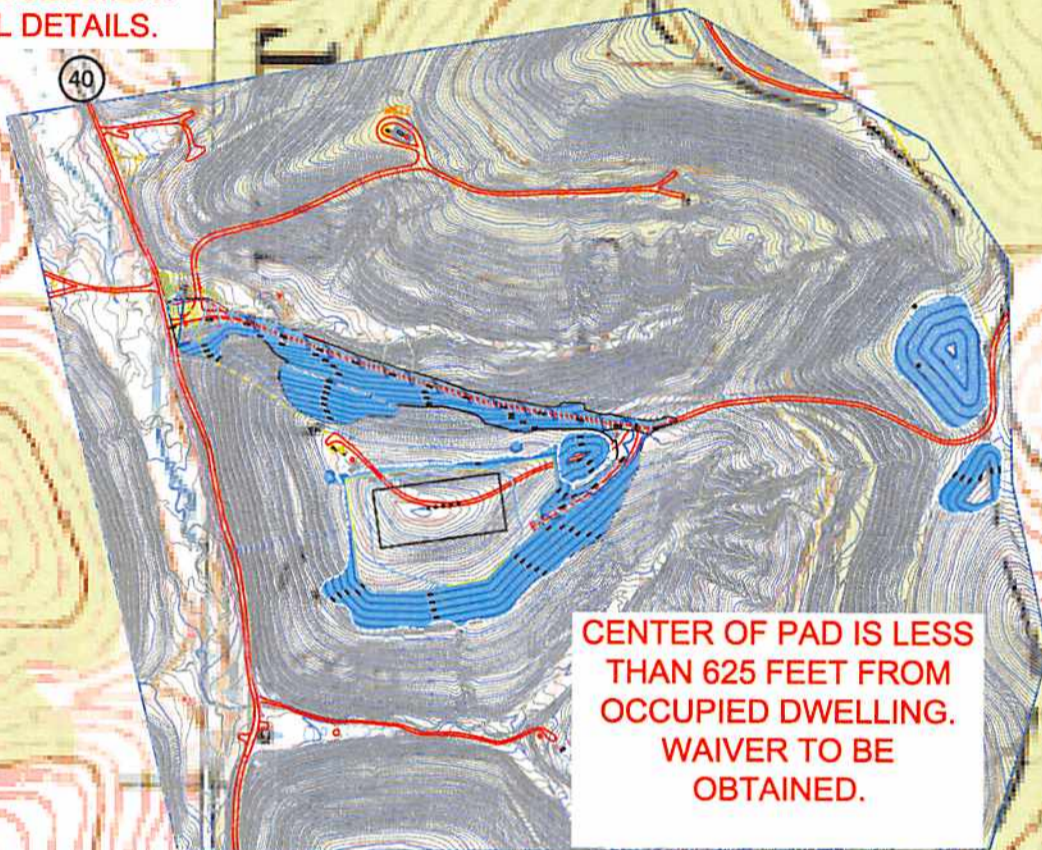 L DETAILS.
40
CENTER OF PAD IS LESS
THAN 625 FEET FROM
OCCUPIED DWELLING.
WAIVER TO BE
OBTAINED.